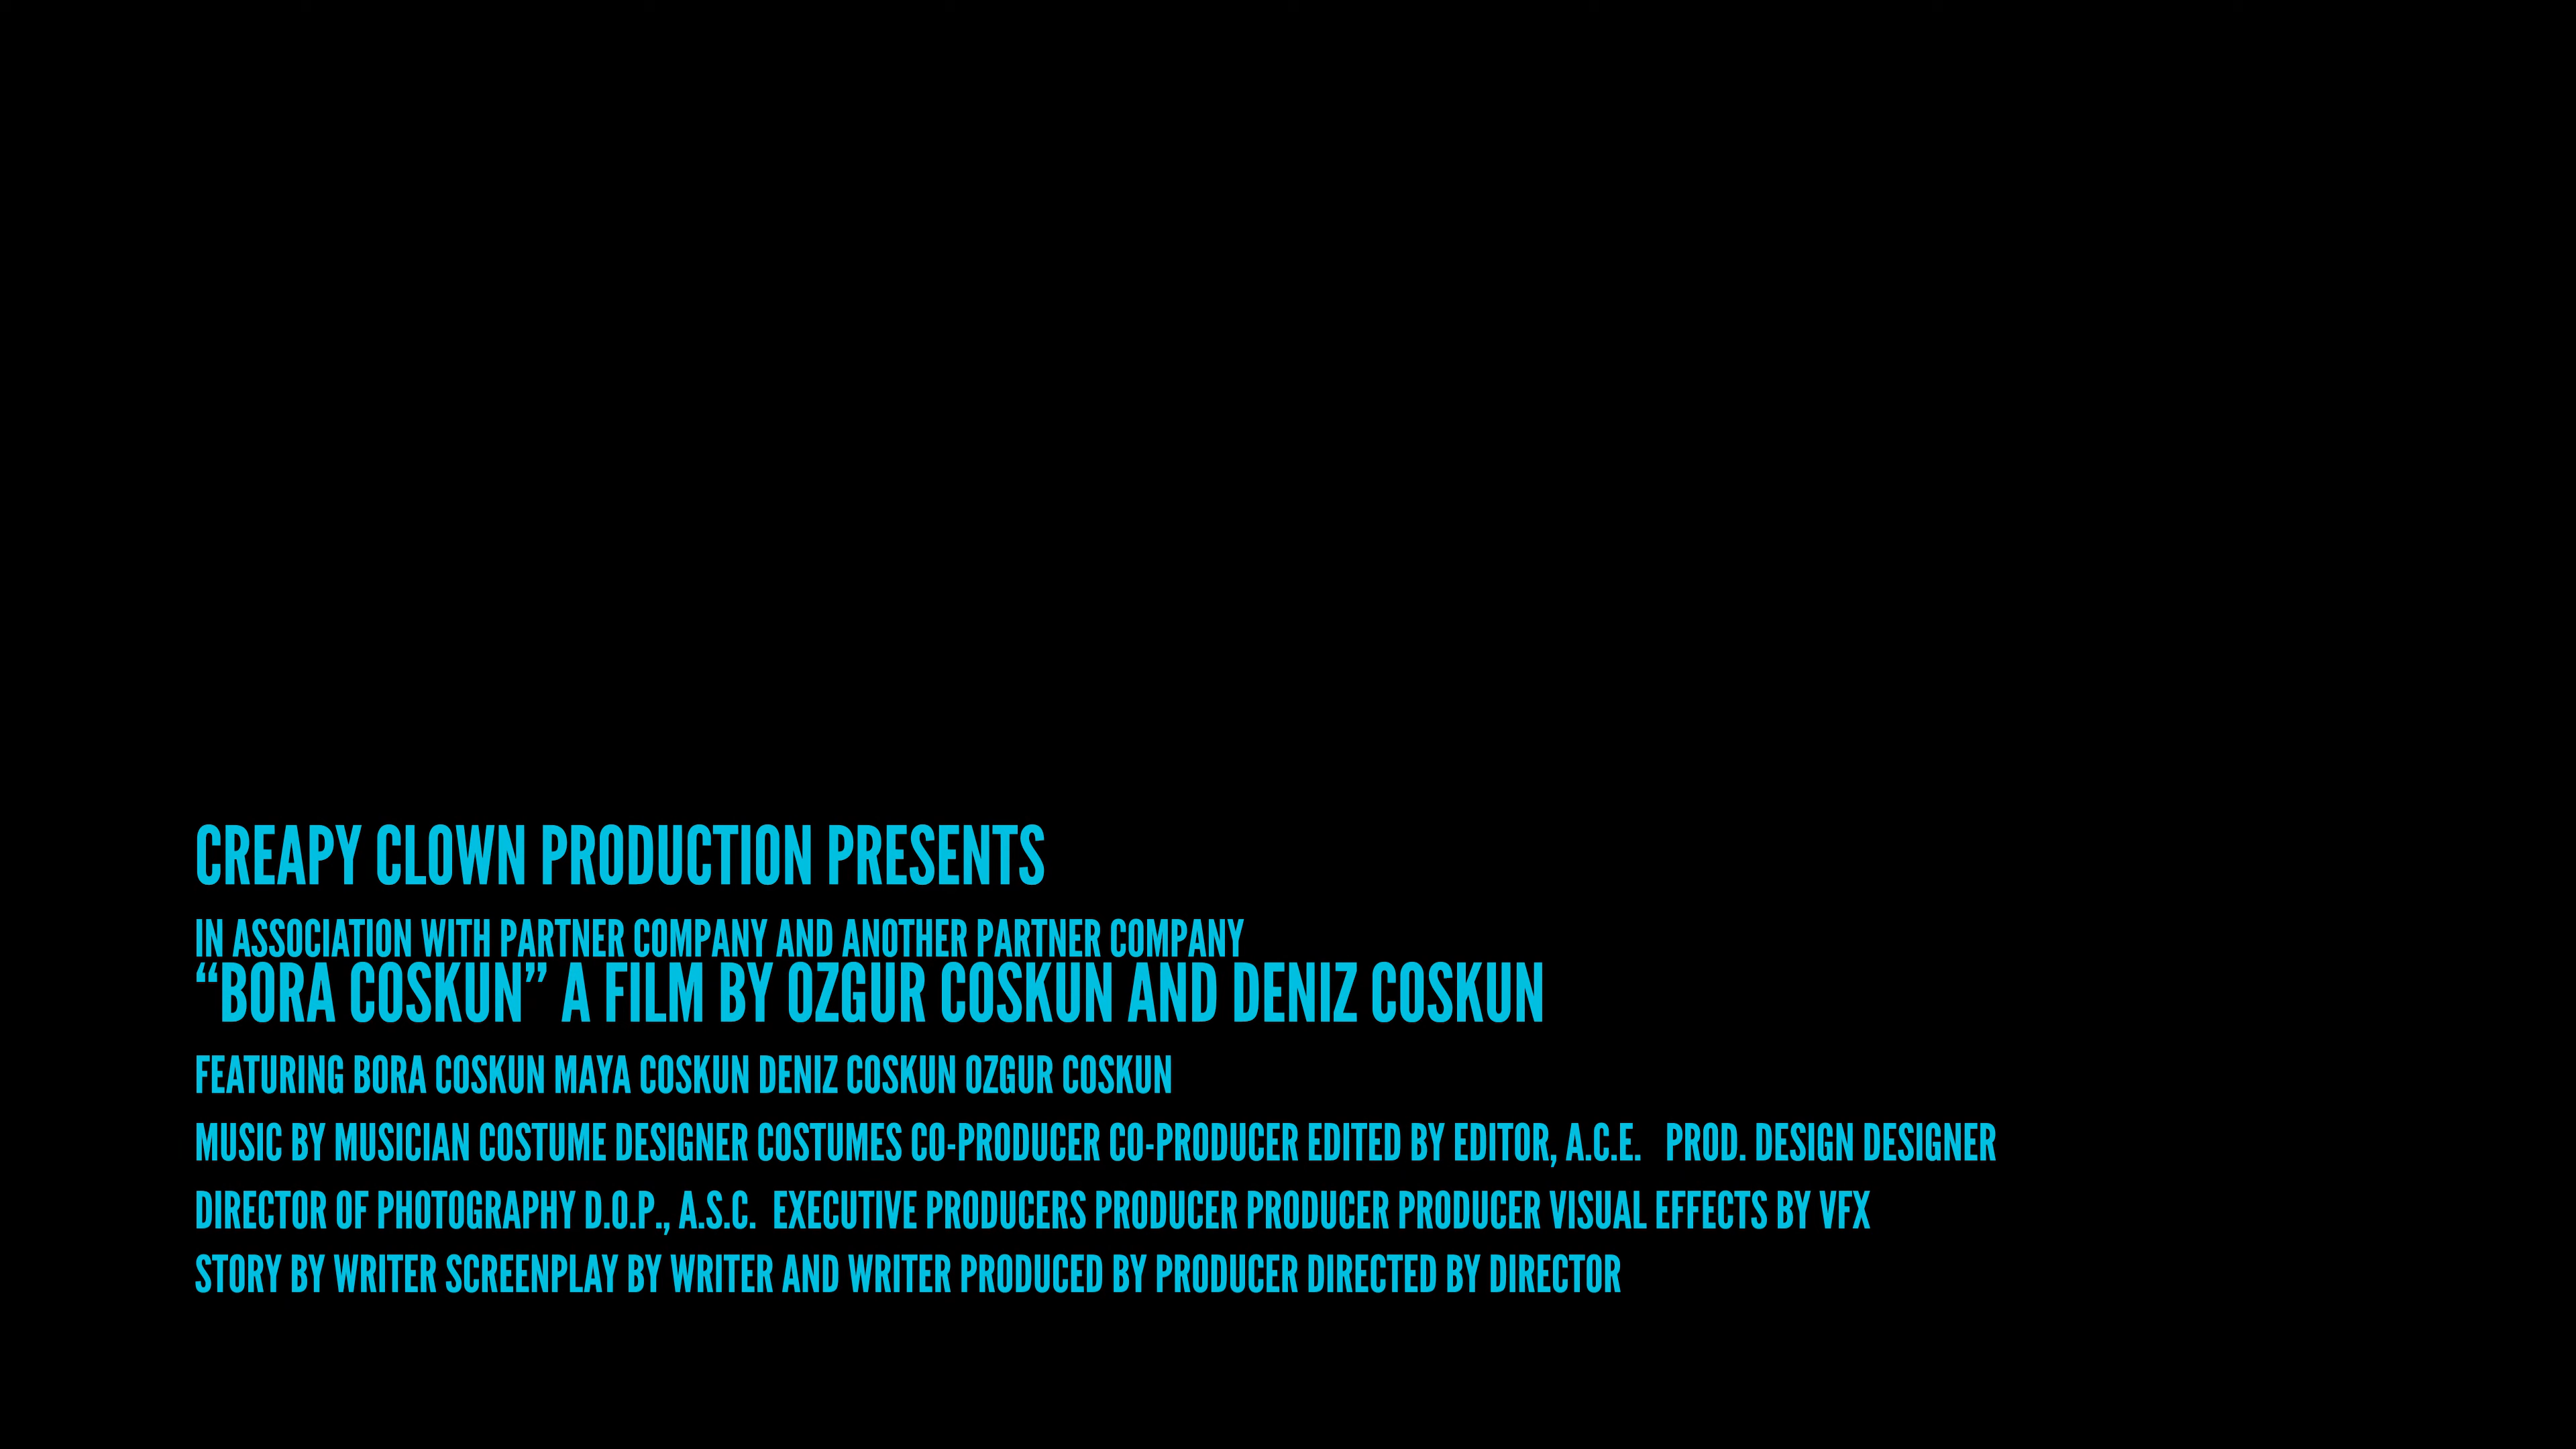 CREAPY CLOWN PRODUCTION PRESENTS
IN ASSOCIATION WITH PARTNER COMPANY AND ANOTHER PARTNER COMPANY
“BORA COSKUN” A FILM BY OZGUR COSKUN AND DENIZ COSKUN
FEATURING BORA COSKUN MAYA COSKUN DENIZ COSKUN OZGUR COSKUN
MUSIC BY MUSICIAN COSTUME DESIGNER COSTUMES CO-PRODUCER CO-PRODUCER EDITED BY EDITOR, A.C.E. PROD. DESIGN DESIGNER
DIRECTOR OF PHOTOGRAPHY D.O.P., A.S.C. EXECUTIVE PRODUCERS PRODUCER PRODUCER PRODUCER VISUAL EFFECTS BY VFX
STORY BY WRITER SCREENPLAY BY WRITER AND WRITER PRODUCED BY PRODUCER DIRECTED BY DIRECTOR